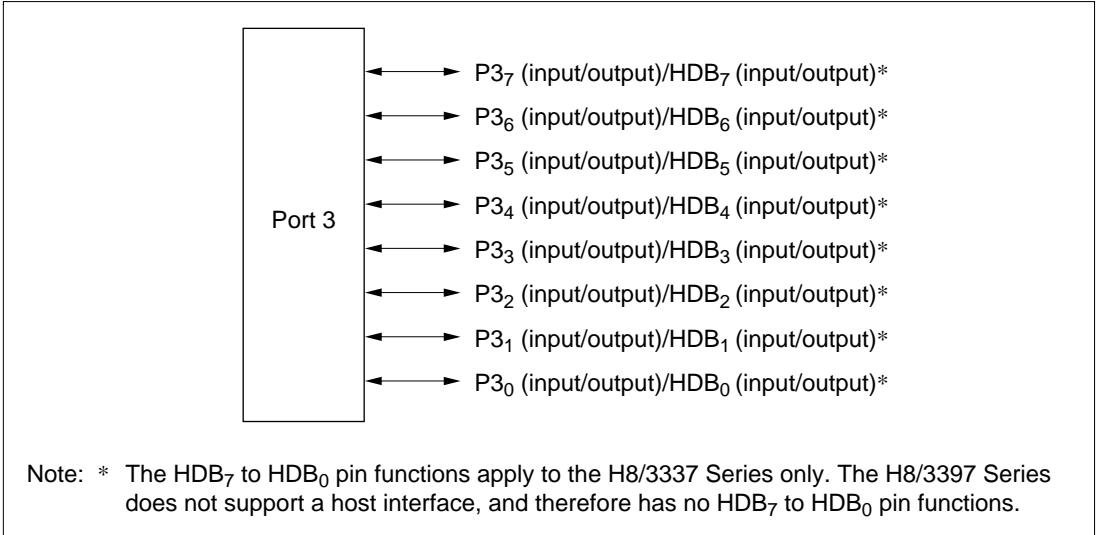 P3₇ (input/output)/HDB₇ (input/output)*
P3₆ (input/output)/HDB₆ (input/output)*
P3₅ (input/output)/HDB₅ (input/output)*
P3₄ (input/output)/HDB₄ (input/output)*
Port 3
P3₃ (input/output)/HDB₃ (input/output)*
P3₂ (input/output)/HDB₂ (input/output)*
P3₁ (input/output)/HDB₁ (input/output)*
P3₀ (input/output)/HDB₀ (input/output)*
Note: * The HDB₇ to HDB₀ pin functions apply to the H8/3337 Series only. The H8/3397 Series
does not support a host interface, and therefore has no HDB₇ to HDB₀ pin functions.